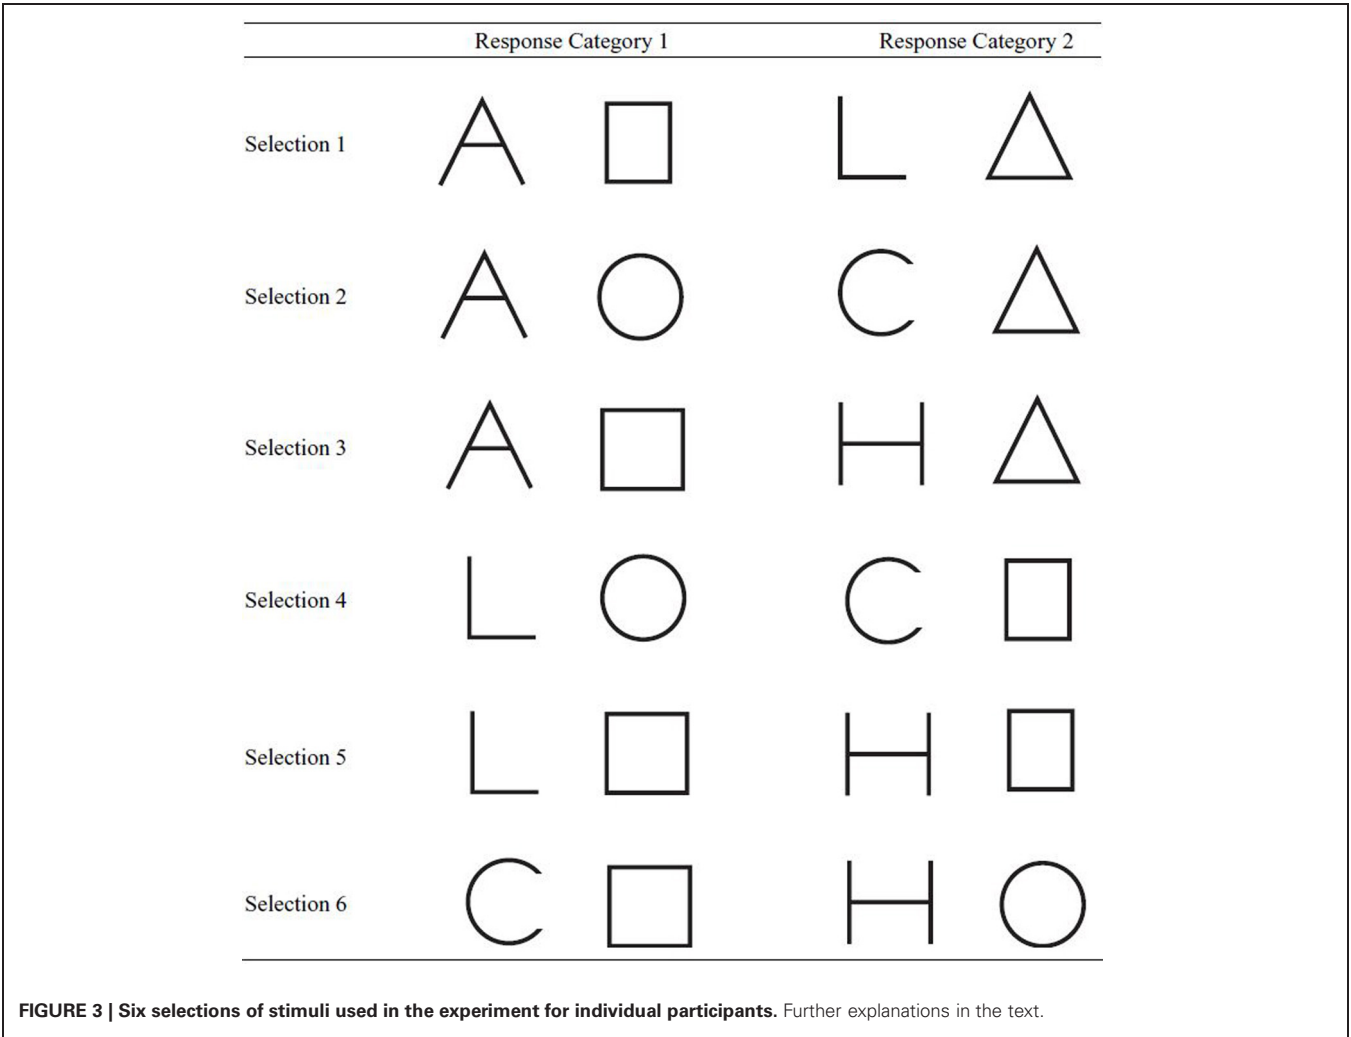 Response Category 1 Response Category 2
Selection 1 A L
Selection 2 A C
Selection 3 A H
Selection 4 L C
Selection 5 L H
Selection 6 C H
FIGURE 3 | Six selections of stimuli used in the experiment for individual participants. Further explanations in the text.